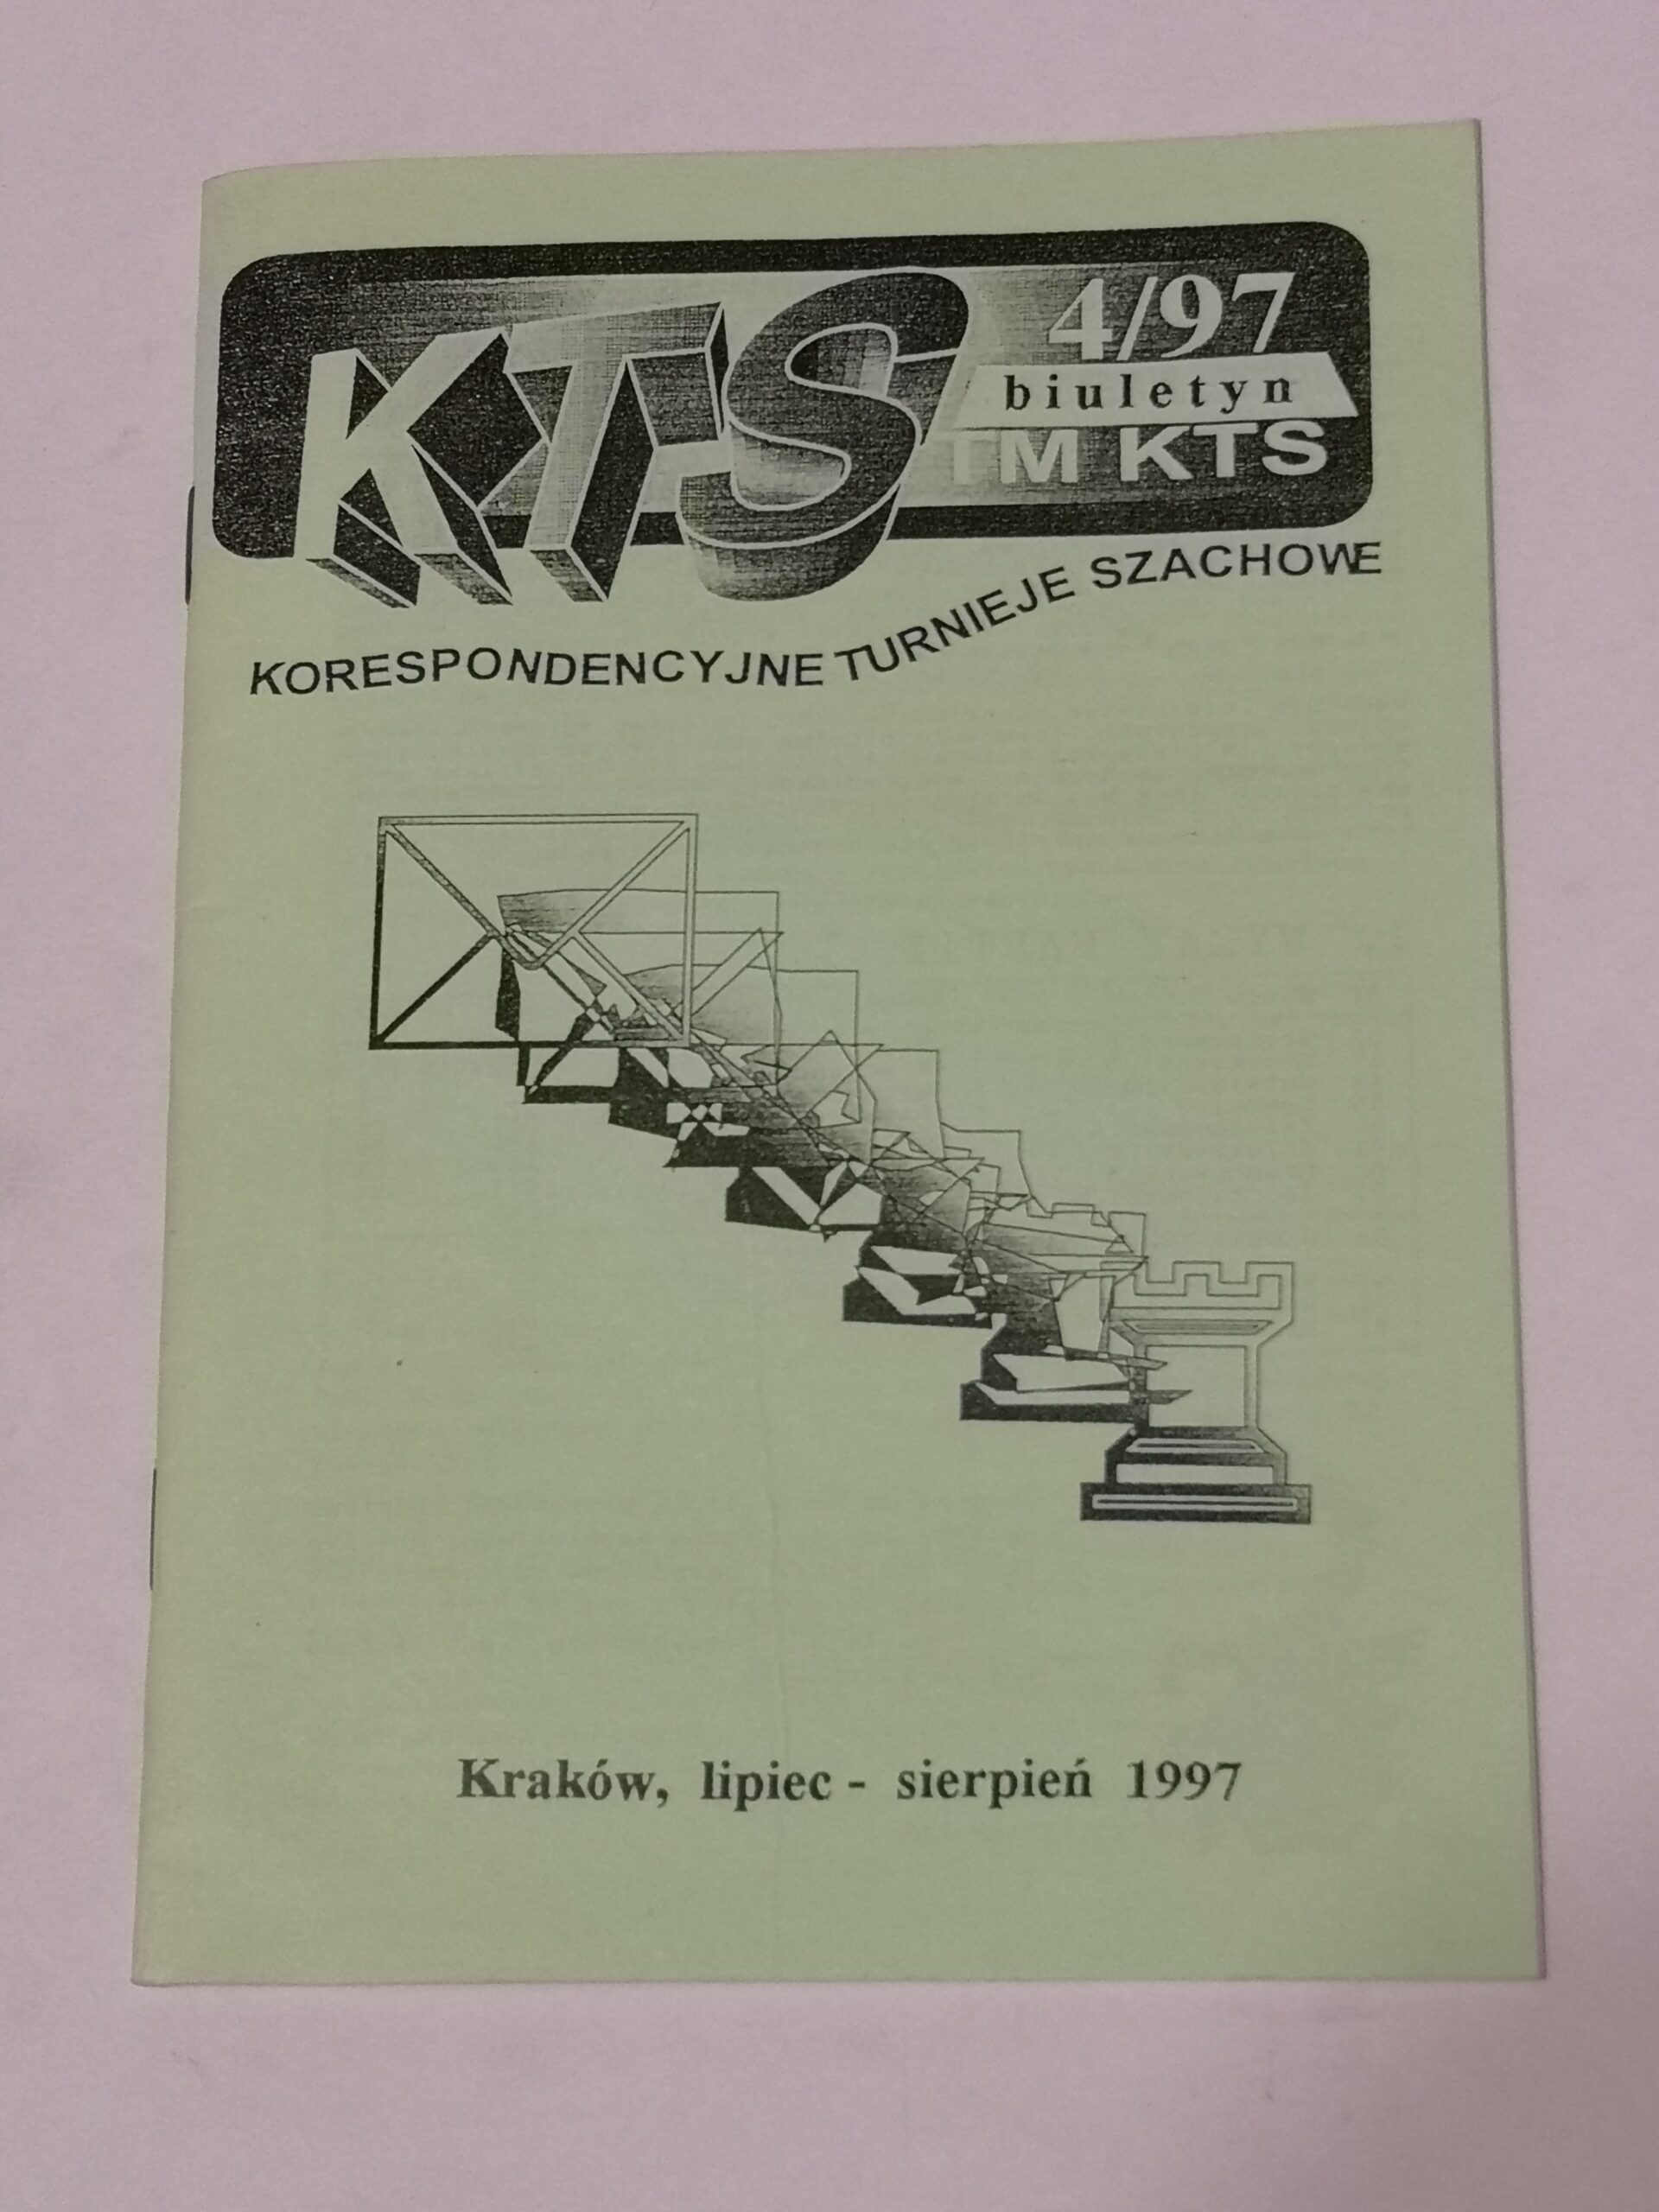 KTS
4/97
biuletyn
TM KTS
KORESPONDENCYJNE TURNIEJE SZACHOWE
Kraków, lipiec - sierpień 1997